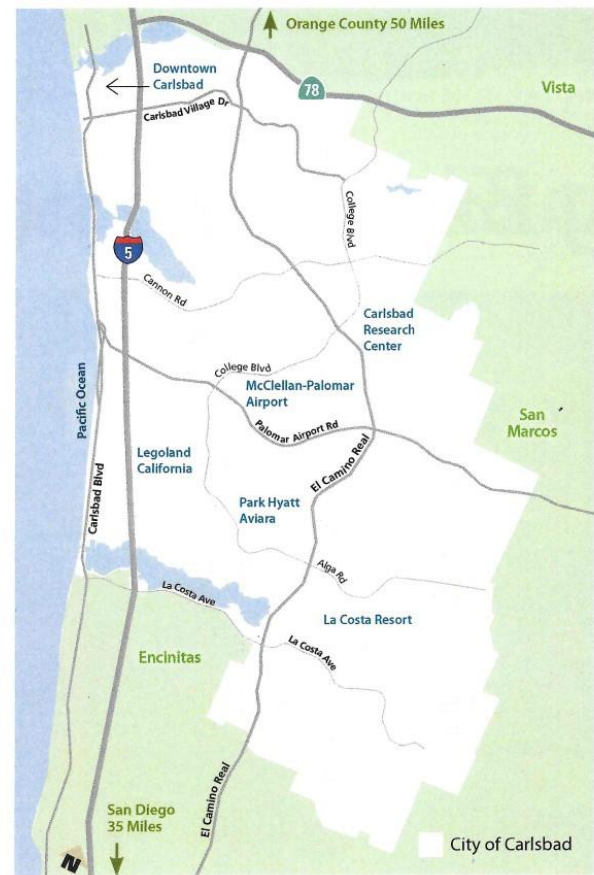 Orange County 50 Miles
Downtown
Carlsbad
78
Vista
Carlsbad Village Dr
College Blvd
5
Cannon Rd
Carlsbad
Research
Center
College Blvd
McClellan-Palomar
Airport
Pacific Ocean
San
Marcos
Palomar Airport Rd
Legoland
California
El Camino Real
Carlsbad Blvd
Park Hyatt
Aviara
Alga Rd
La Costa Ave
La Costa Resort
La Costa Ave
Encinitas
El Camino Real
San Diego
35 Miles
N
City of Carlsbad